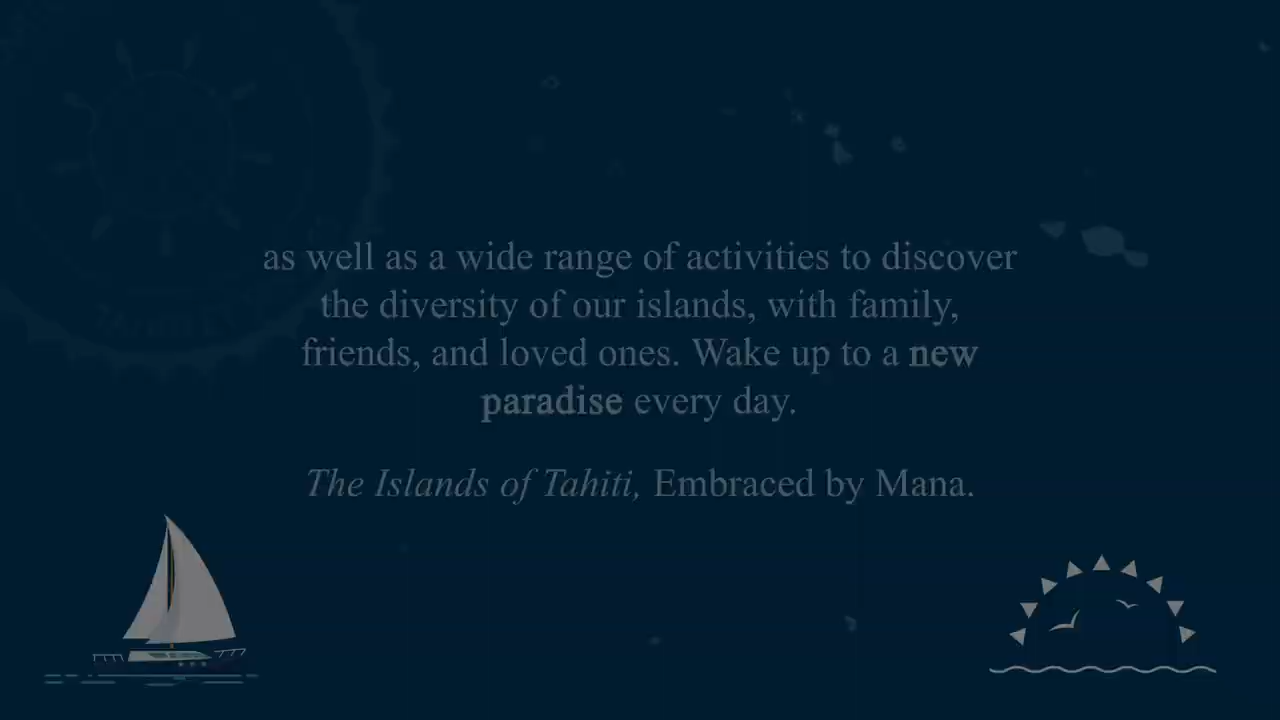 as well as a wide range of activities to discover
the diversity of our islands, with family,
friends, and loved ones. Wake up to a new
paradise every day.
The Islands of Tahiti, Embraced by Mana.